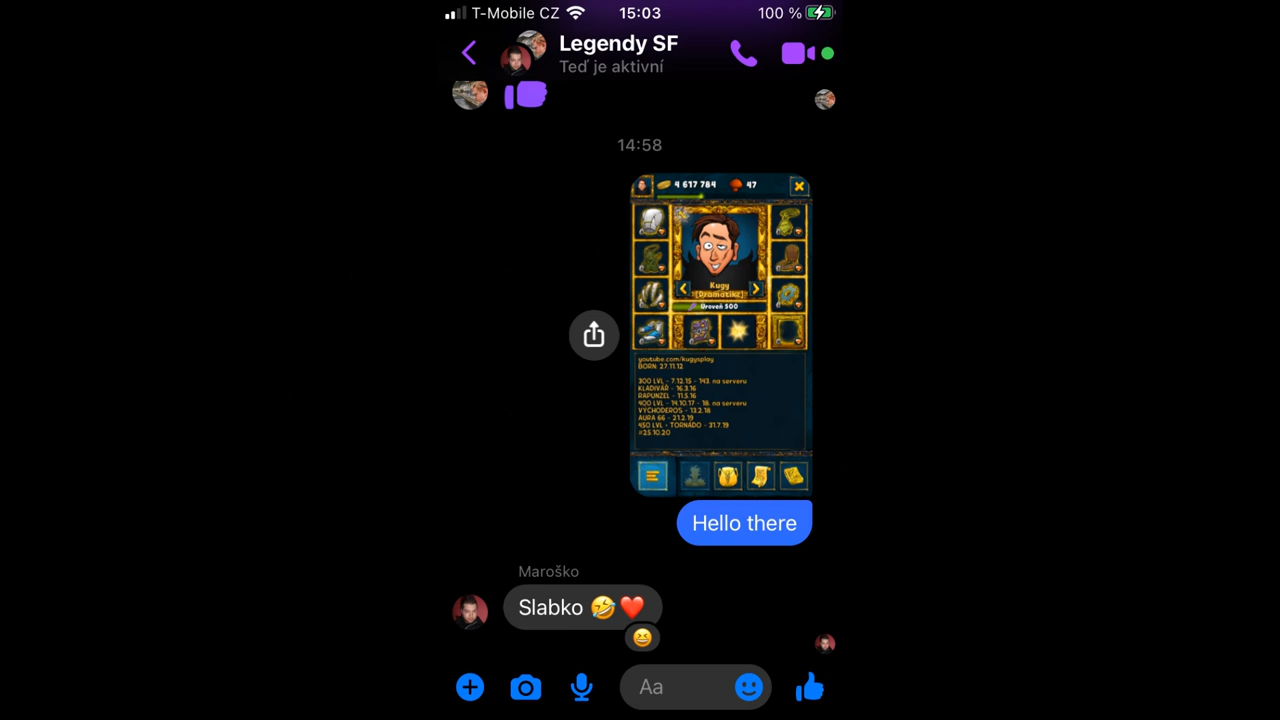 T-Mobile CZ
15:03
100 %
Legendy SF
Teď je aktivní
14:58
4 617 784
47
Kugy
[Dramatika]
Úroveň 500
youtube.com/kugysplay
BORN: 27.11.12
300 LVL - 7.12.15 - 143. na serveru
KLADIVÁŘ - 16.3.16
RAPUNZEL - 11.5.16
400 LVL - 14.10.17 - 18. na serveru
VÝCHODEROS - 13.2.18
AURA 66 - 21.2.19
450 LVL + TORNÁDO - 31.7.19
#25.10.20
Hello there
Maroško
Slabko 🤣❤️
Aa